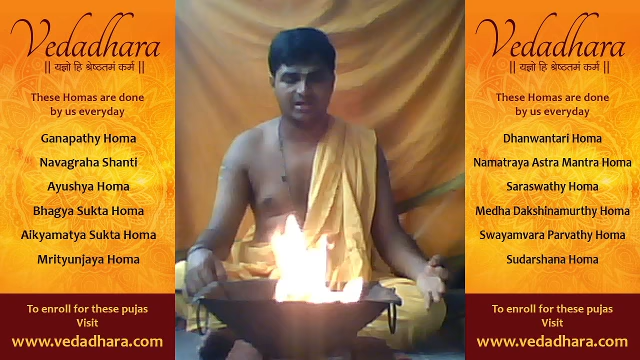 Vedadhara
|| यज्ञो हि श्रेष्ठतमं कर्म ||
These Homas are done
by us everyday
Ganapathy Homa
Navagraha Shanti
Ayushya Homa
Bhagya Sukta Homa
Aikyamatya Sukta Homa
Mrityunjaya Homa
To enroll for these pujas
Visit
www.vedadhara.com
Vedadhara
|| यज्ञो हि श्रेष्ठतमं कर्म ||
These Homas are done
by us everyday
Dhanwantari Homa
Namatraya Astra Mantra Homa
Saraswathy Homa
Medha Dakshinamurthy Homa
Swayamvara Parvathy Homa
Sudarshana Homa
To enroll for these pujas
Visit
www.vedadhara.com